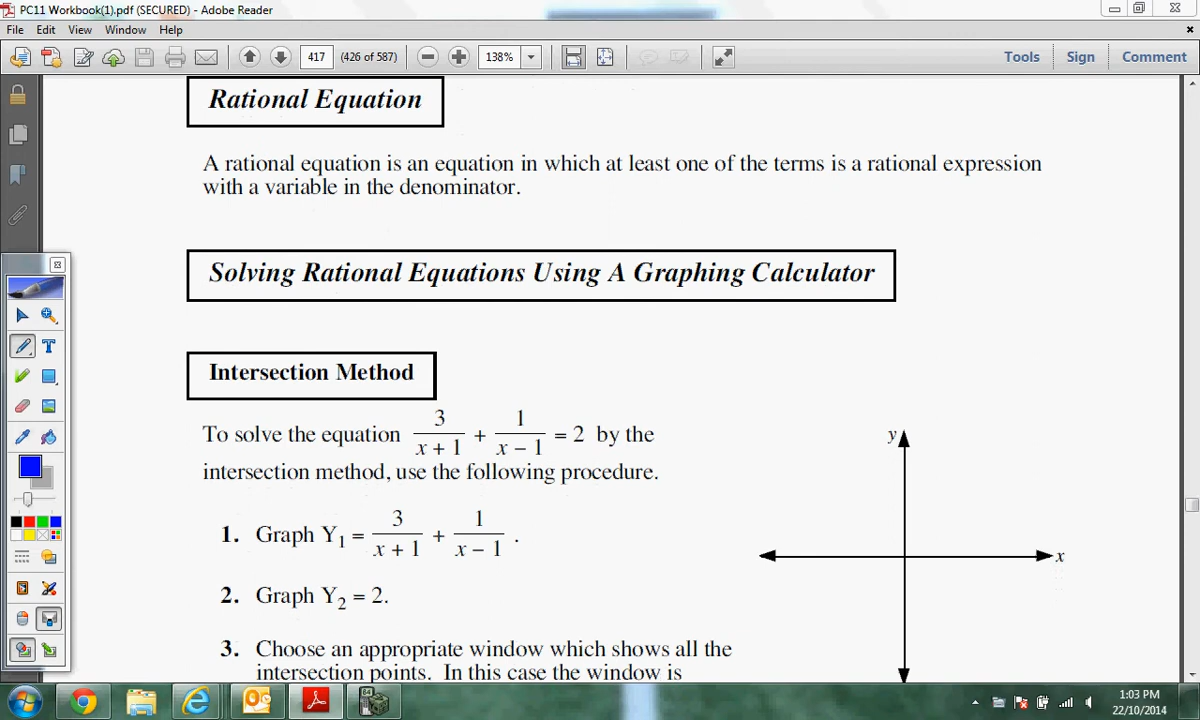 PC11 Workbook(1).pdf (SECURED) - Adobe Reader
File Edit View Window Help
417 (426 of 587) 138% Tools Sign Comment
Rational Equation
A rational equation is an equation in which at least one of the terms is a rational expression
with a variable in the denominator.
Solving Rational Equations Using A Graphing Calculator
Intersection Method
To solve the equation 3/(x + 1) + 1/(x − 1) = 2 by the
intersection method, use the following procedure.
1. Graph Y₁ = 3/(x + 1) + 1/(x − 1) .
2. Graph Y₂ = 2.
3. Choose an appropriate window which shows all the
intersection points. In this case the window is
y
x
1:03 PM
22/10/2014